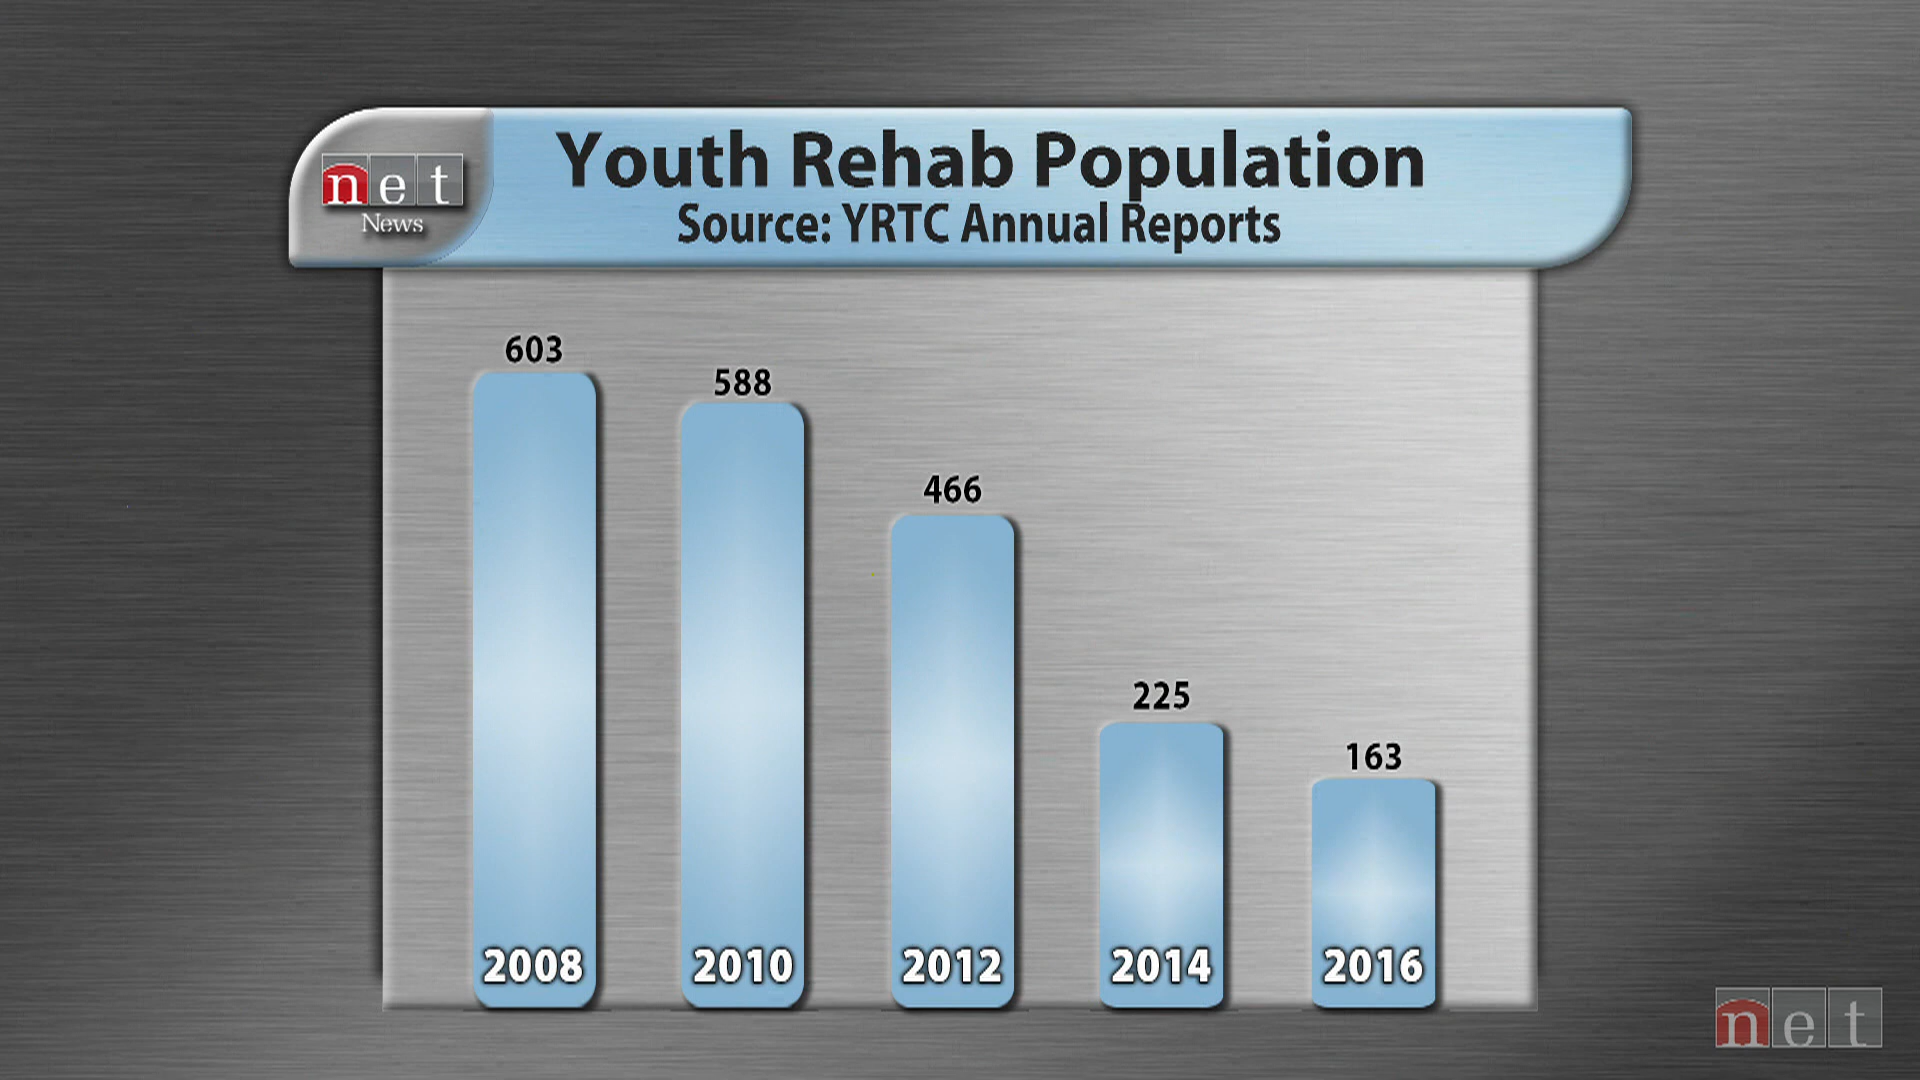 Youth Rehab Population
Source: YRTC Annual Reports
net
News
603
588
466
225
163
2008
2010
2012
2014
2016
net